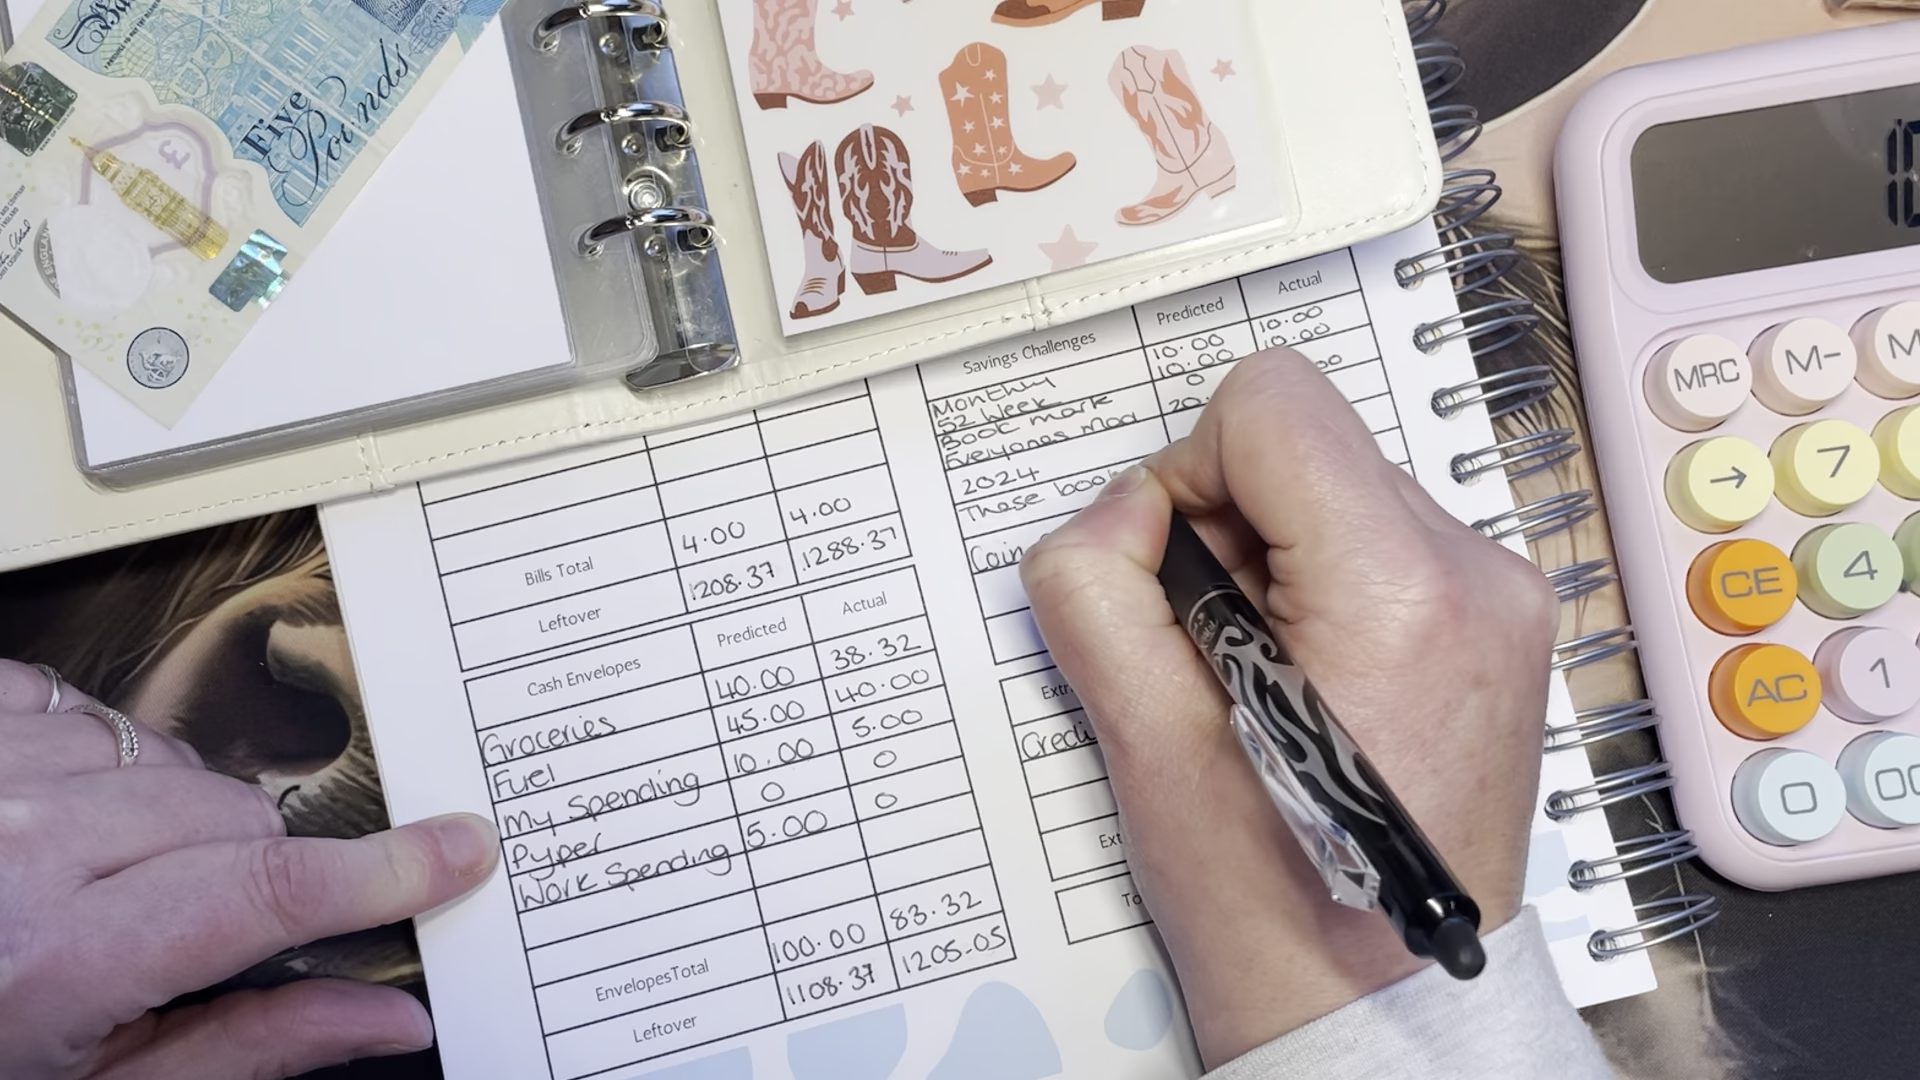 Five
Pounds
Bills Total 4.00 4.00
Leftover 1208.37 1288.37
Cash Envelopes Predicted Actual
Groceries 40.00 38.32
Fuel 45.00 40.00
My Spending 10.00 5.00
Pyper 0 0
Work Spending 5.00 0
EnvelopesTotal 100.00 83.32
Leftover 1108.37 1205.05
Savings Challenges Predicted Actual
Monthly 10.00 10.00
52 Week 10.00 10.00
Book mark 0
Everyones Mad 20.
2024
These
MRC M-
→ 7
CE 4
AC 1
0